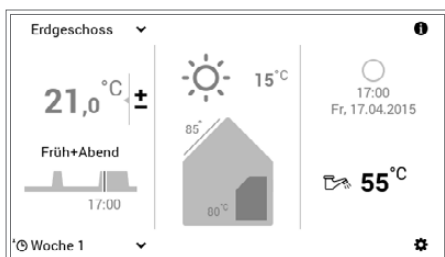 Erdgeschoss
21,0 °C ±
Früh+Abend
17:00
Woche 1
15°C
85°
80°C
17:00
Fr, 17.04.2015
55°C